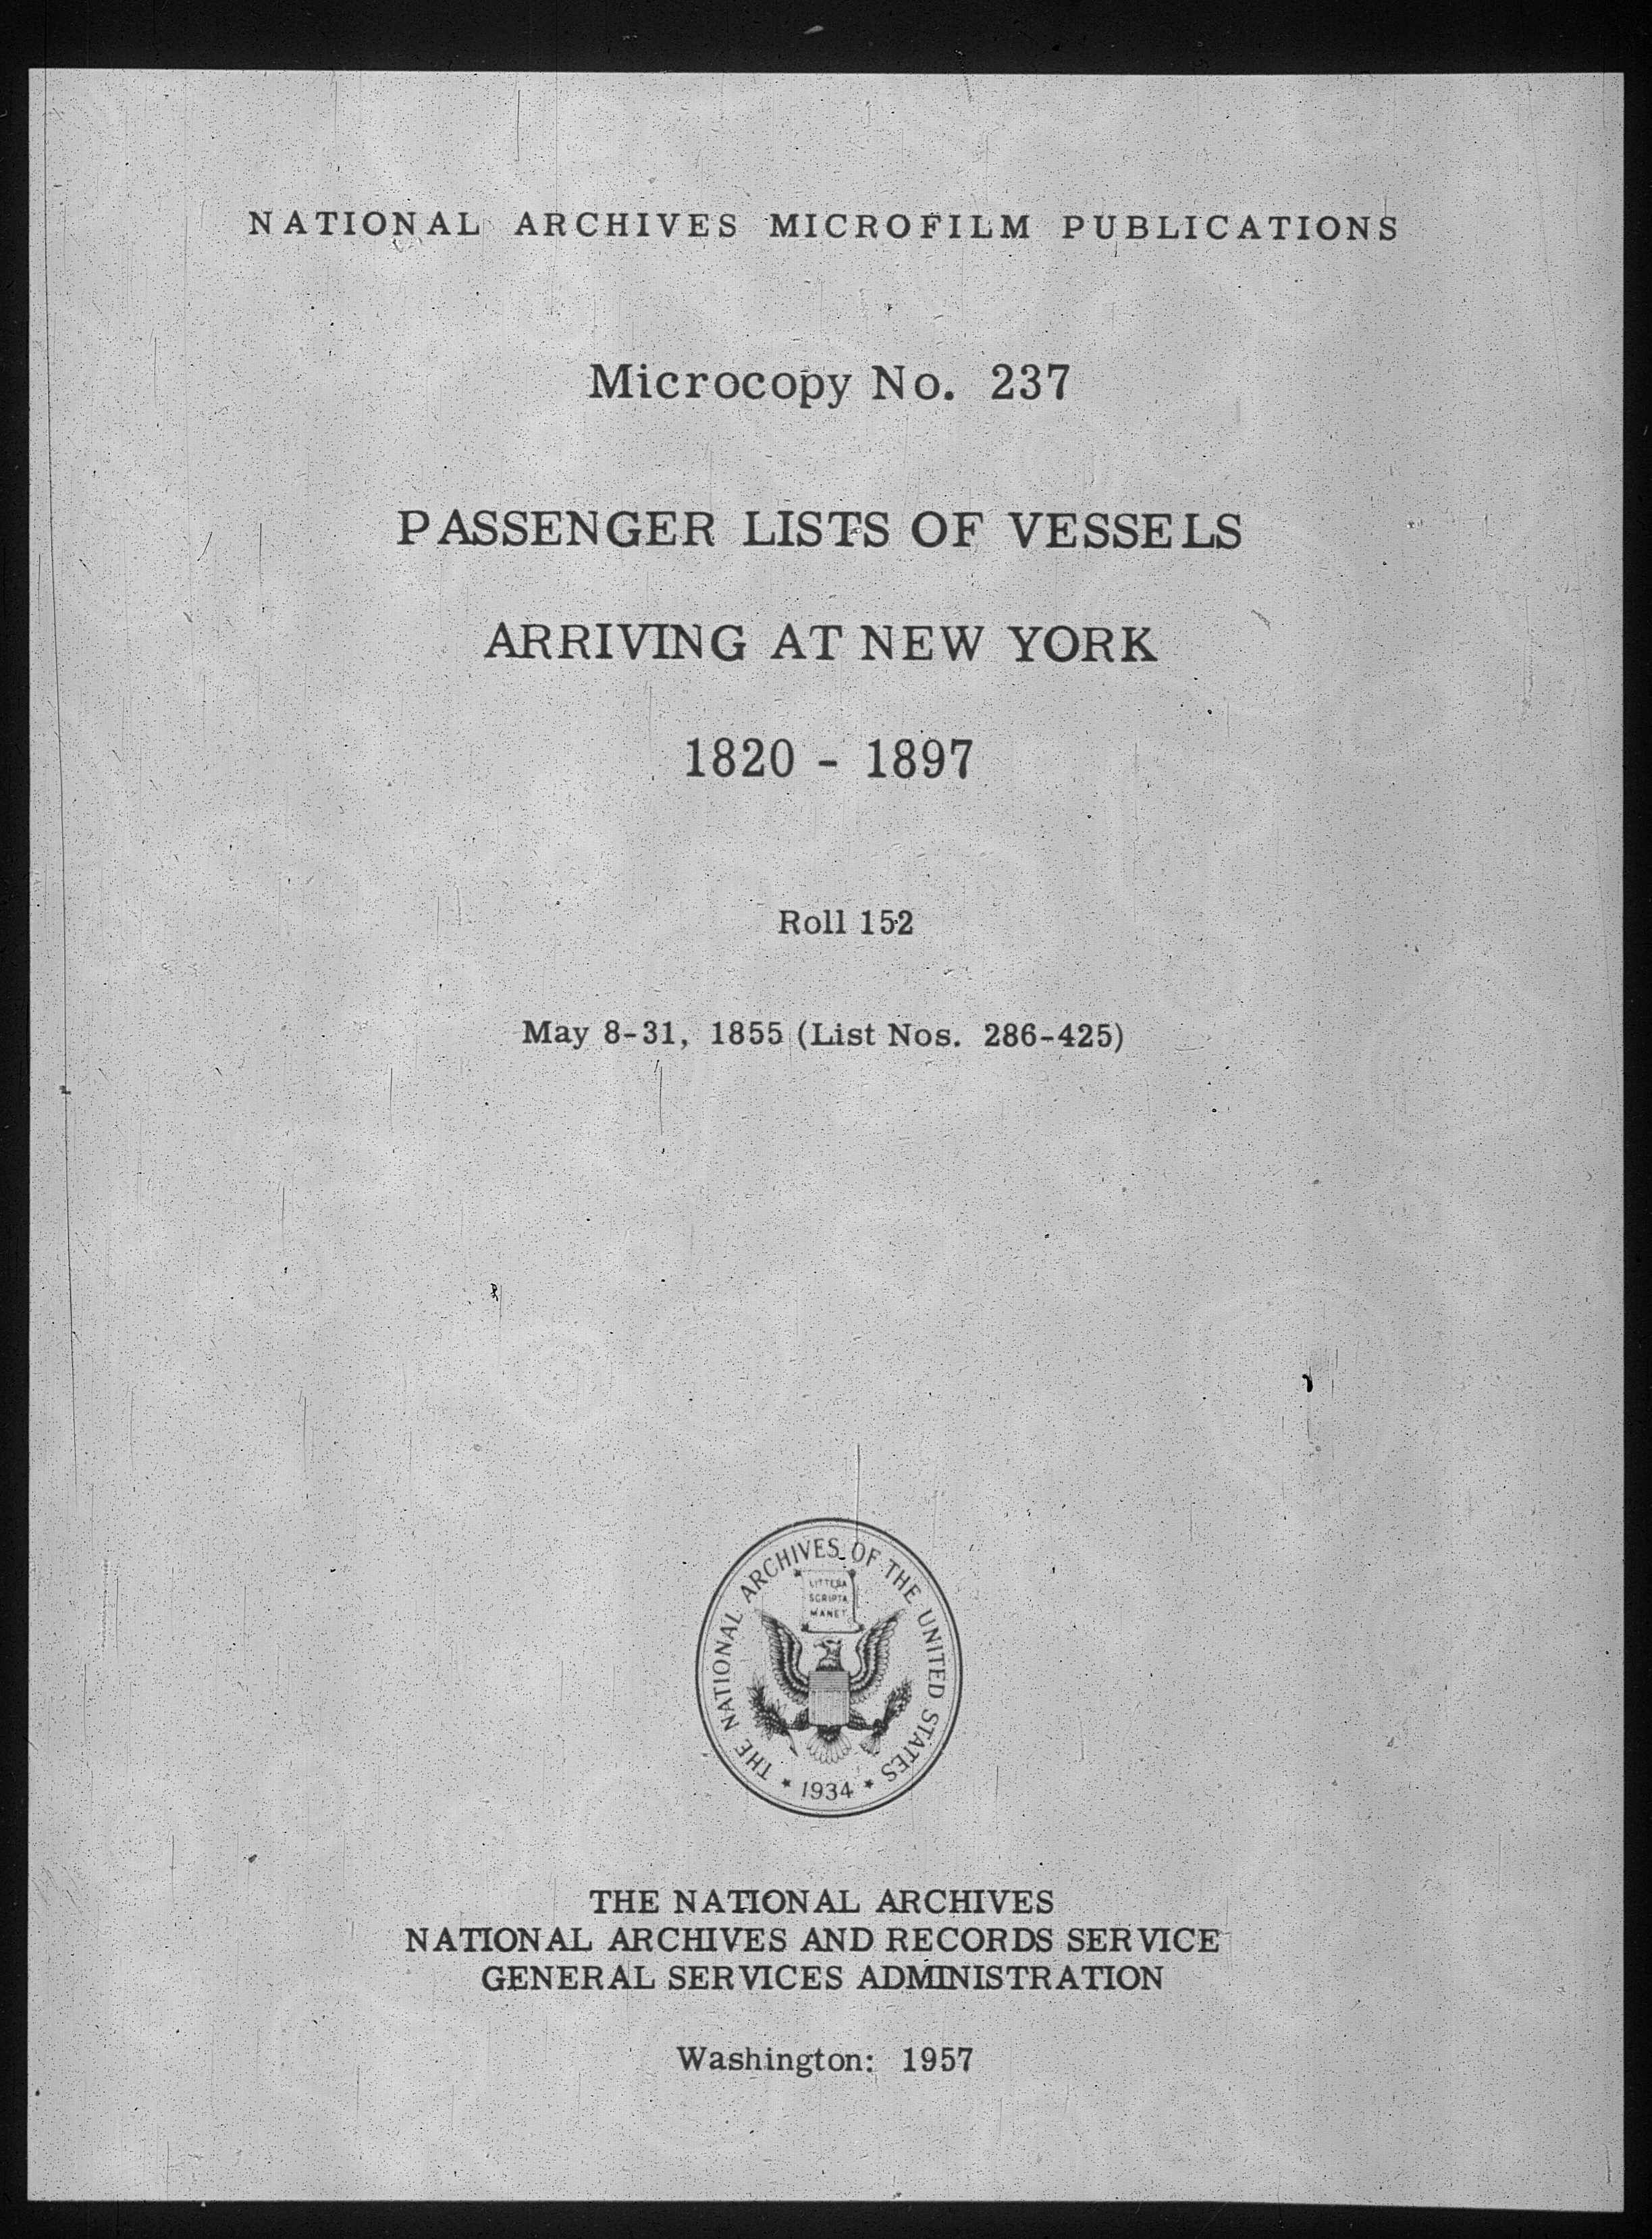 NATIONAL ARCHIVES MICROFILM PUBLICATIONS
Microcopy No. 237
PASSENGER LISTS OF VESSELS
ARRIVING AT NEW YORK
1820 - 1897
Roll 152
May 8-31, 1855 (List Nos. 286-425)
THE NATIONAL ARCHIVES OF THE UNITED STATES
LITTERA
SCRIPTA
MANET
* 1934 *
THE NATIONAL ARCHIVES
NATIONAL ARCHIVES AND RECORDS SERVICE
GENERAL SERVICES ADMINISTRATION
Washington: 1957